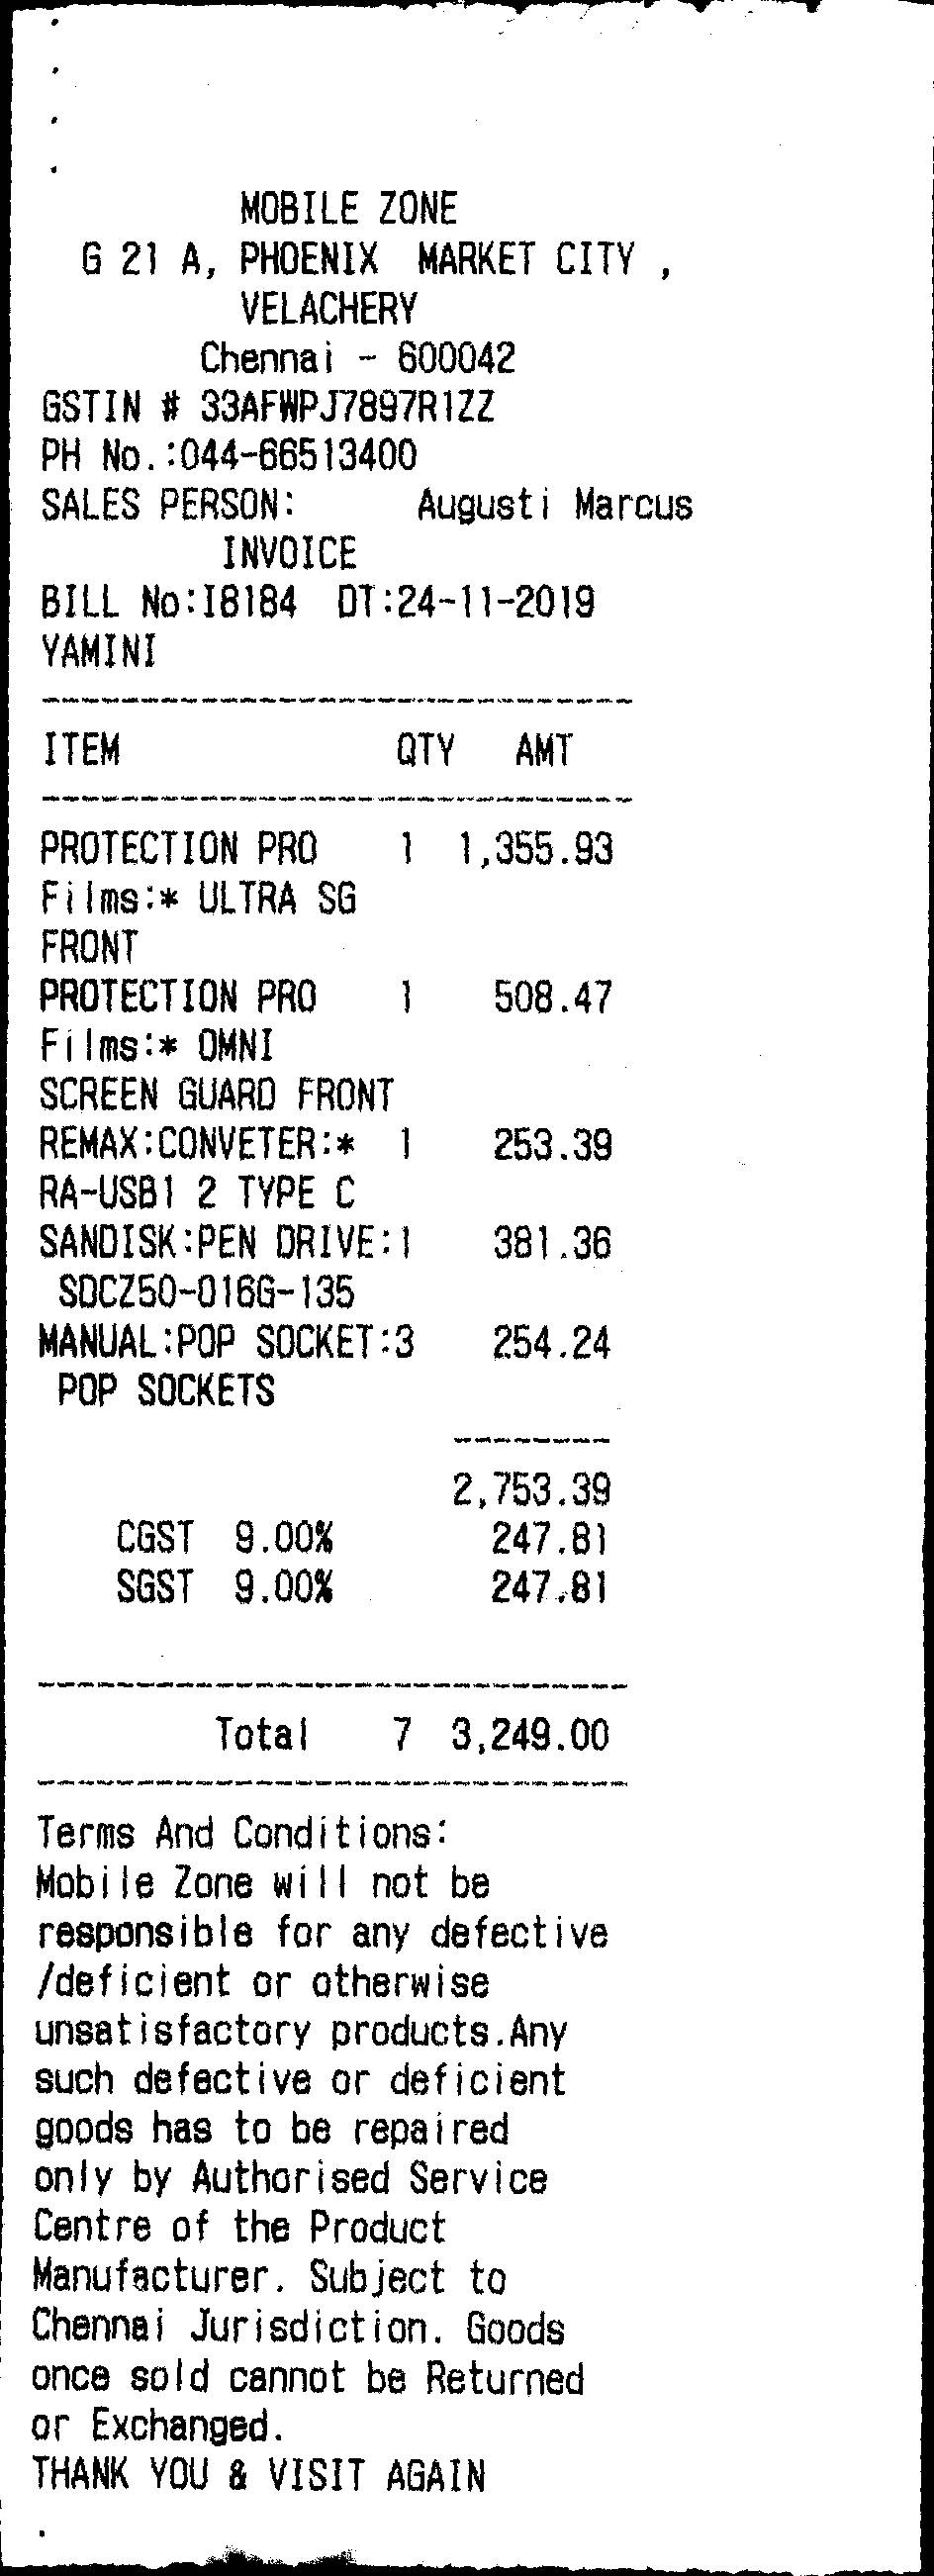 MOBILE ZONE
G 21 A, PHOENIX MARKET CITY ,
VELACHERY
Chennai - 600042
GSTIN # 33AFWPJ7897R1ZZ
PH No.:044-66513400
SALES PERSON: Augusti Marcus
INVOICE
BILL No:I8184 DT:24-11-2019
YAMINI
------------------------------
ITEM QTY AMT
------------------------------
PROTECTION PRO 1 1,355.93
Films:* ULTRA SG
FRONT
PROTECTION PRO 1 508.47
Films:* OMNI
SCREEN GUARD FRONT
REMAX:CONVETER:* 1 253.39
RA-USB1 2 TYPE C
SANDISK:PEN DRIVE:1 381.36
SDCZ50-016G-135
MANUAL:POP SOCKET:3 254.24
POP SOCKETS
--------
2,753.39
CGST 9.00% 247.81
SGST 9.00% 247.81
------------------------------
Total 7 3,249.00
------------------------------
Terms And Conditions:
Mobile Zone will not be
responsible for any defective
/deficient or otherwise
unsatisfactory products.Any
such defective or deficient
goods has to be repaired
only by Authorised Service
Centre of the Product
Manufacturer. Subject to
Chennai Jurisdiction. Goods
once sold cannot be Returned
or Exchanged.
THANK YOU & VISIT AGAIN